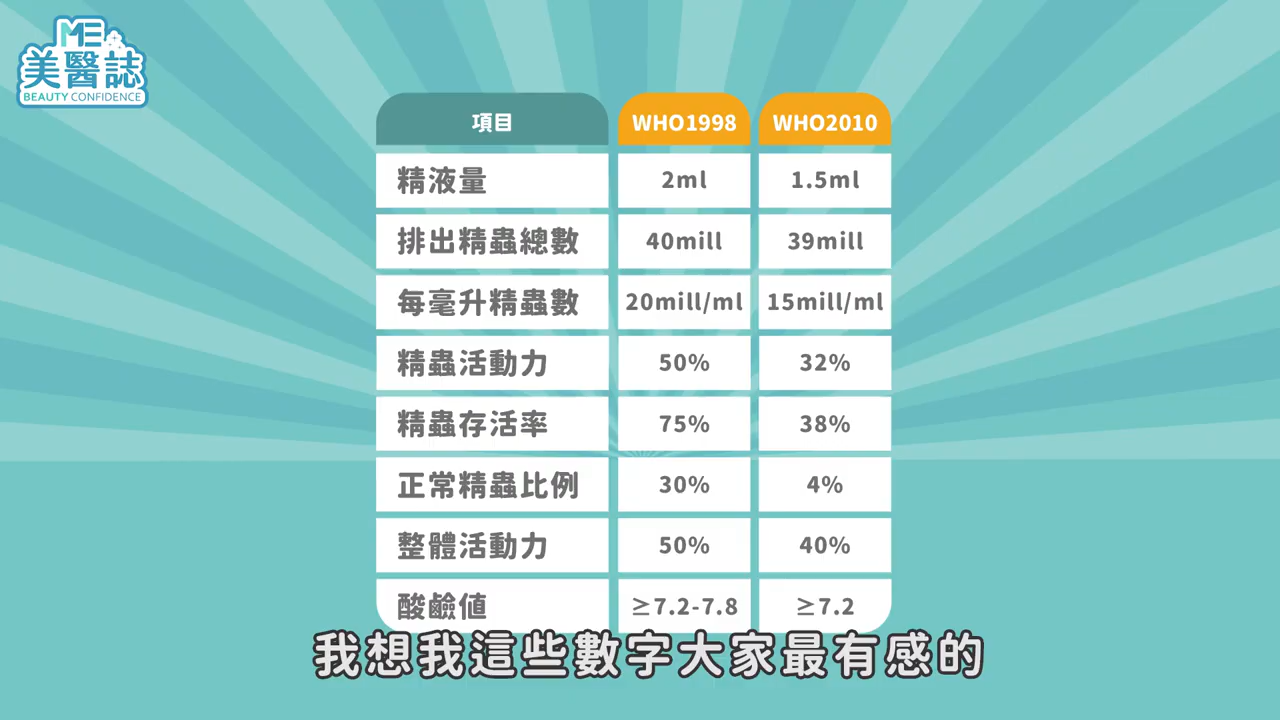 ME
美醫誌
BEAUTY CONFIDENCE
項目 WHO1998 WHO2010
精液量 2ml 1.5ml
排出精蟲總數 40mill 39mill
每毫升精蟲數 20mill/ml 15mill/ml
精蟲活動力 50% 32%
精蟲存活率 75% 38%
正常精蟲比例 30% 4%
整體活動力 50% 40%
酸鹼值 ≥7.2-7.8 ≥7.2
我想我這些數字大家最有感的